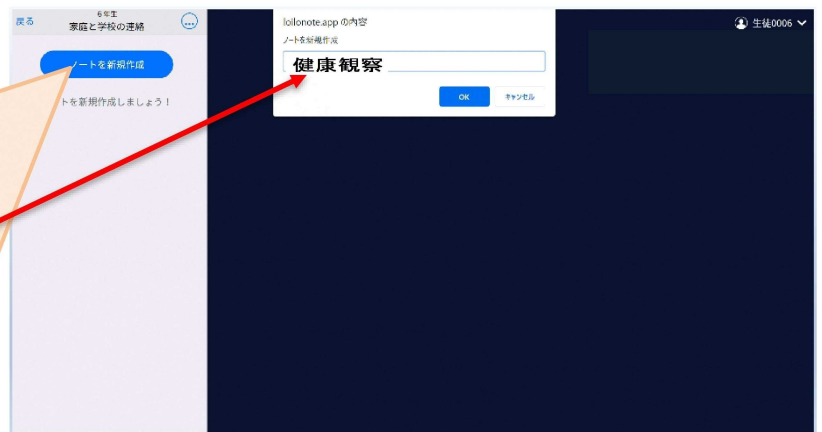 戻る
6年生
家庭と学校の連絡
ノートを新規作成
トを新規作成しましょう!
loilonote.app の内容
ノートを新規作成
健康観察
OK
キャンセル
生徒0006